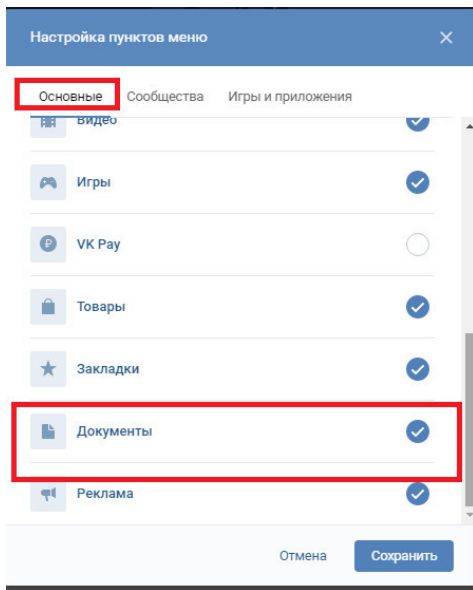 Настройка пунктов меню
Основные Сообщества Игры и приложения
Видео
Игры
VK Pay
Товары
Закладки
Документы
Реклама
Отмена Сохранить